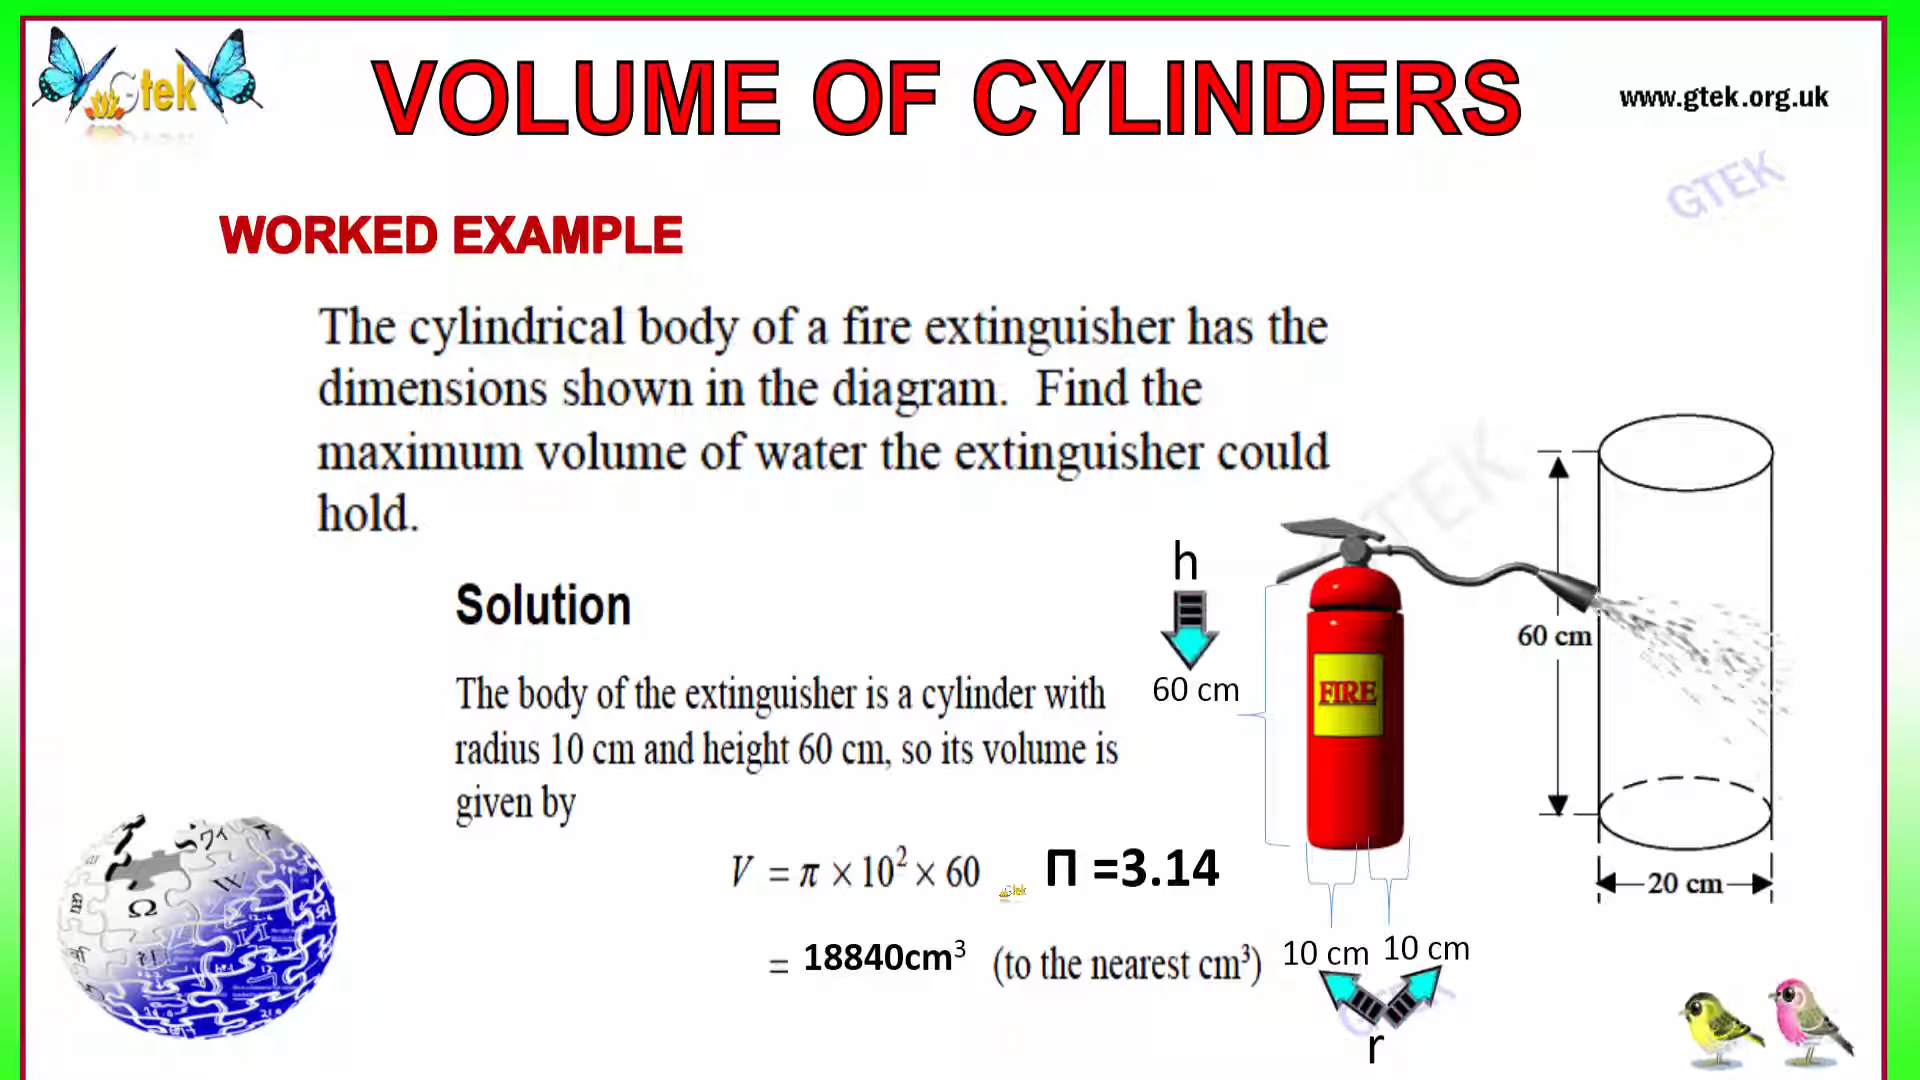 Gtek
VOLUME OF CYLINDERS
www.gtek.org.uk
GTEK
WORKED EXAMPLE
The cylindrical body of a fire extinguisher has the
dimensions shown in the diagram. Find the
maximum volume of water the extinguisher could
hold.
GTEK
h
60 cm
FIRE
60 cm
20 cm
Solution
The body of the extinguisher is a cylinder with
radius 10 cm and height 60 cm, so its volume is
given by
V = π × 10² × 60
Gtek
Π =3.14
= 18840cm³ (to the nearest cm³)
10 cm 10 cm
r
Ω
W